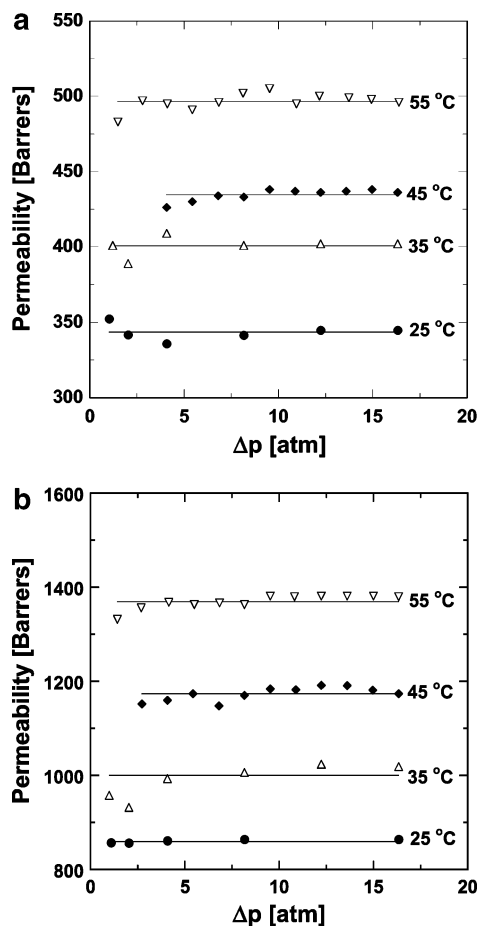 a
550
500
450
400
350
300
Permeability [Barrers]
55 °C
45 °C
35 °C
25 °C
0 5 10 15 20
Δp [atm]
b
1600
1400
1200
1000
800
Permeability [Barrers]
55 °C
45 °C
35 °C
25 °C
0 5 10 15 20
Δp [atm]